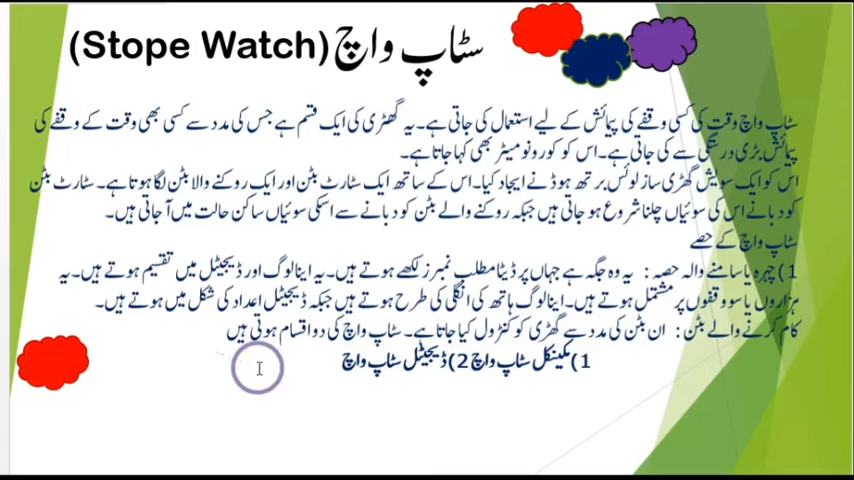 سٹاپ واچ (Stope Watch)
سٹاپ واچ وقت کی کسی وقفے کی پیمائش کے لیے استعمال کی جاتی ہے۔ یہ گھڑی کی ایک قسم ہے جس کی مدد سے کسی بھی وقت کے وقفے کی
پیمائش بڑی درستگی سے کی جاتی ہے۔ اس کو کورونومیٹر بھی کہا جاتا ہے۔
اس کو ایک سویش گھڑی ساز لوئس برتھ ہوڈ نے ایجاد کیا۔ اس کے ساتھ ایک سٹارٹ بٹن اور ایک روکنے والا بٹن لگا ہوتا ہے۔ سٹارٹ بٹن
کو دبانے اس کی سوئیاں چلنا شروع ہو جاتی ہیں جبکہ روکنے والے بٹن کو دبانے سے اسکی سوئیاں ساکن حالت میں آ جاتی ہیں۔
سٹاپ واچ کے حصے
1) چہرہ یا سامنے والہ حصہ: یہ وہ جگہ ہے جہاں پر ڈیٹا مطلب نمبرز لکھے ہوتے ہیں۔ یہ اینالوگ اور ڈیجیٹل میں تقسیم ہوتے ہیں۔ یہ
ہزاروں یا سو وقفوں پر مشتمل ہوتے ہیں۔ اینالوگ ہاتھ کی انگلی کی طرح ہوتے ہیں جبکہ ڈیجیٹل اعداد کی شکل میں ہوتے ہیں۔
کام کرنے والے بٹن: ان بٹن کی مدد سے گھڑی کو کنٹرول کیا جاتا ہے۔ سٹاپ واچ کی دو اقسام ہوتی ہیں
1) مکینکل سٹاپ واچ 2) ڈیجیٹل سٹاپ واچ